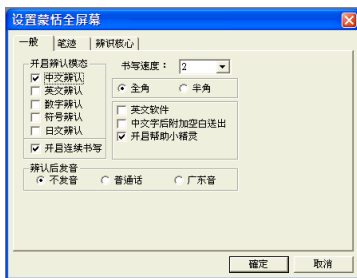 设置蒙恬全屏幕
一般 笔迹 辨识核心
开启辨认模态
中文辨认
英文辨认
数字辨认
符号辨认
日文辨认
开启连续书写
书写速度： 2
全角 半角
英文软件
中文字后附加空白送出
开启帮助小精灵
辨认后发音
不发音 普通话 广东音
確定 取消